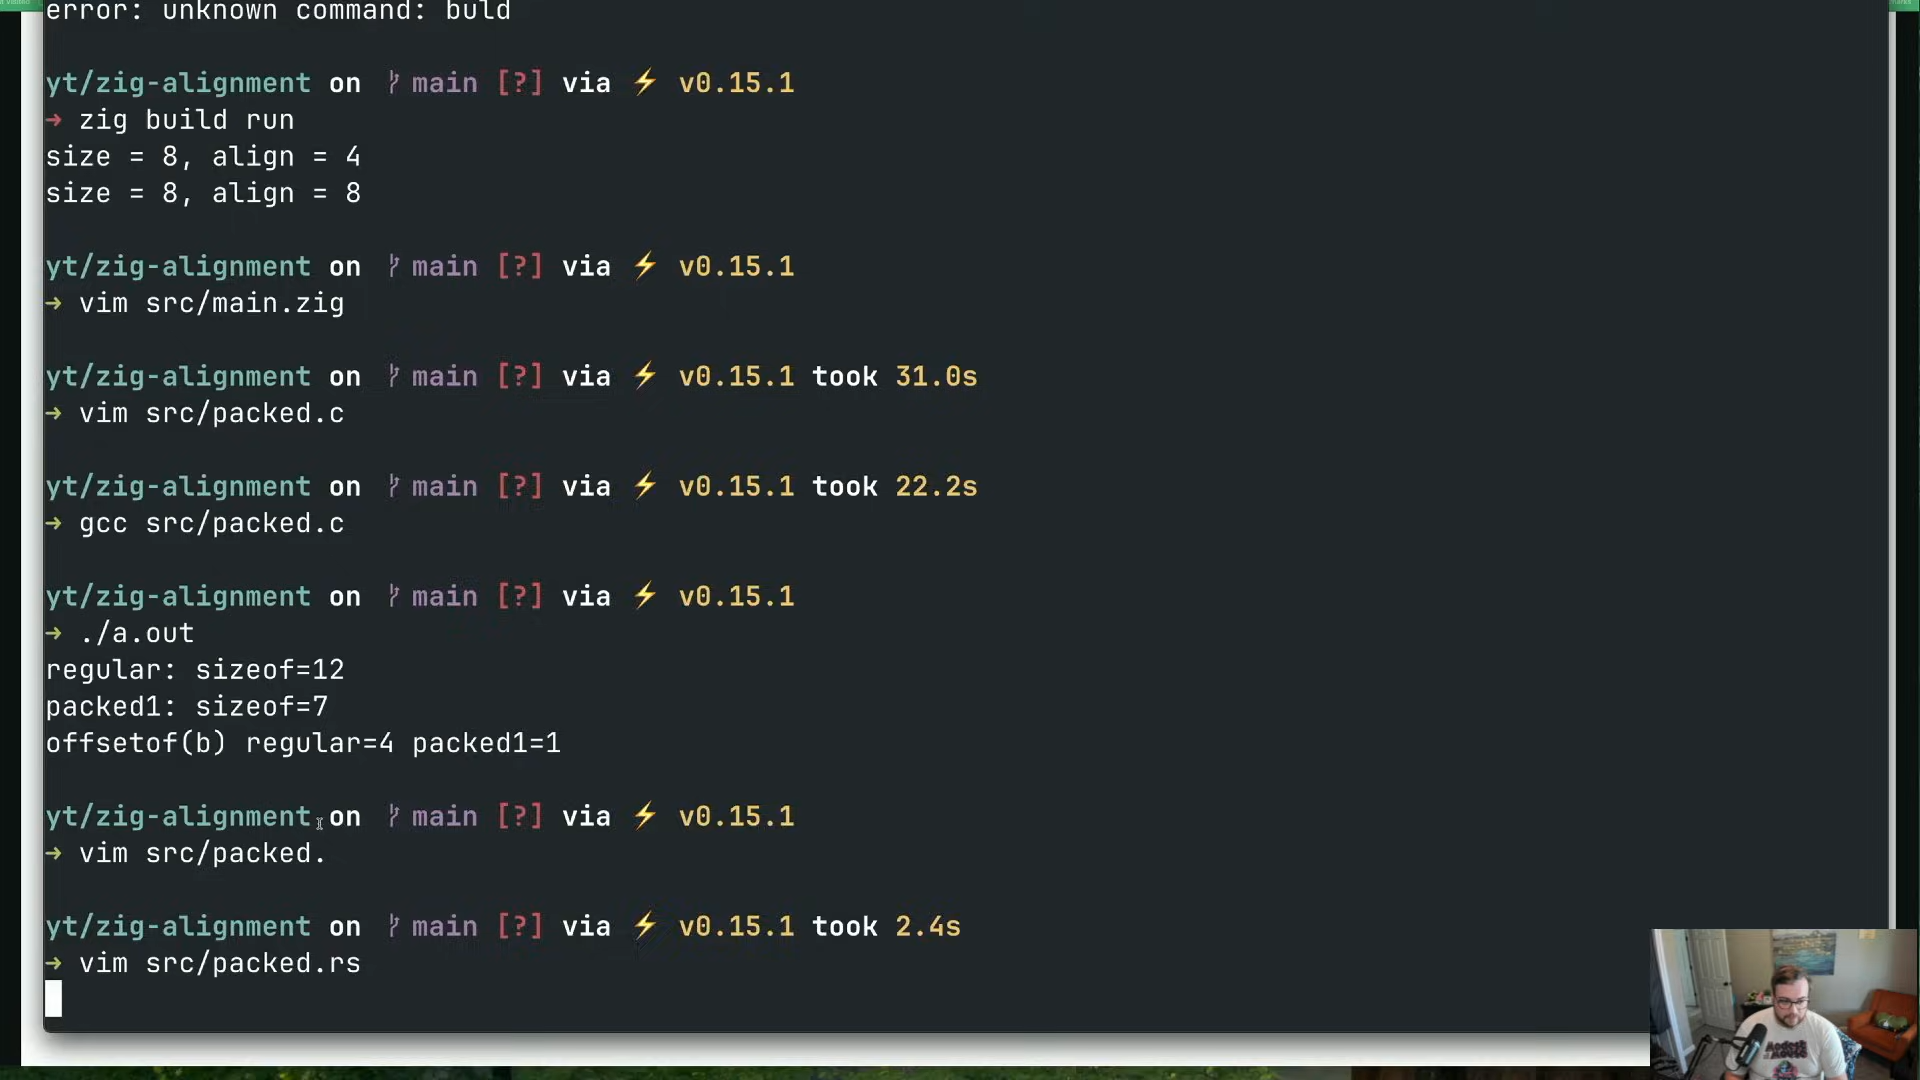 error: unknown command: buld
yt/zig-alignment on main [?] via ⚡ v0.15.1
→ zig build run
size = 8, align = 4
size = 8, align = 8
yt/zig-alignment on main [?] via ⚡ v0.15.1
→ vim src/main.zig
yt/zig-alignment on main [?] via ⚡ v0.15.1 took 31.0s
→ vim src/packed.c
yt/zig-alignment on main [?] via ⚡ v0.15.1 took 22.2s
→ gcc src/packed.c
yt/zig-alignment on main [?] via ⚡ v0.15.1
→ ./a.out
regular: sizeof=12
packed1: sizeof=7
offsetof(b) regular=4 packed1=1
yt/zig-alignment on main [?] via ⚡ v0.15.1
→ vim src/packed.
yt/zig-alignment on main [?] via ⚡ v0.15.1 took 2.4s
→ vim src/packed.rs